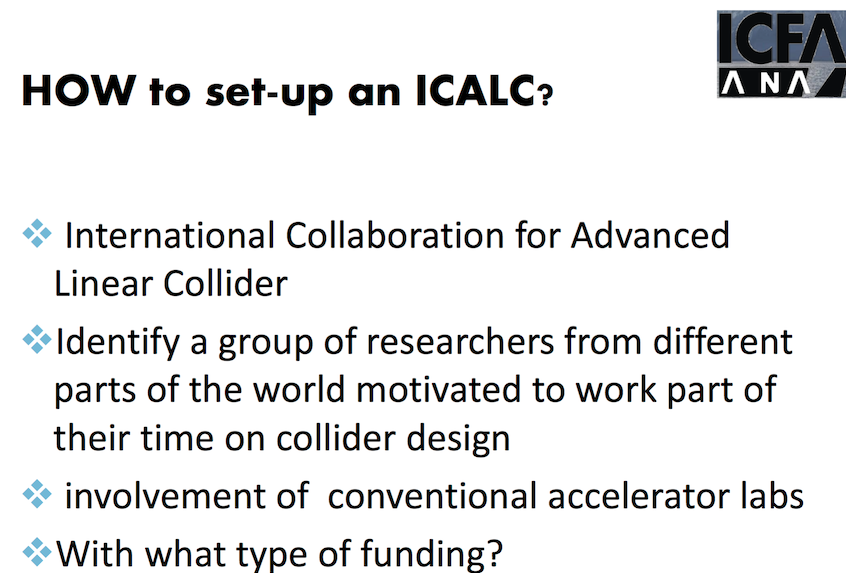 ICFA
ANA
HOW to set-up an ICALC?
International Collaboration for Advanced
Linear Collider
Identify a group of researchers from different
parts of the world motivated to work part of
their time on collider design
involvement of  conventional accelerator labs
With what type of funding?